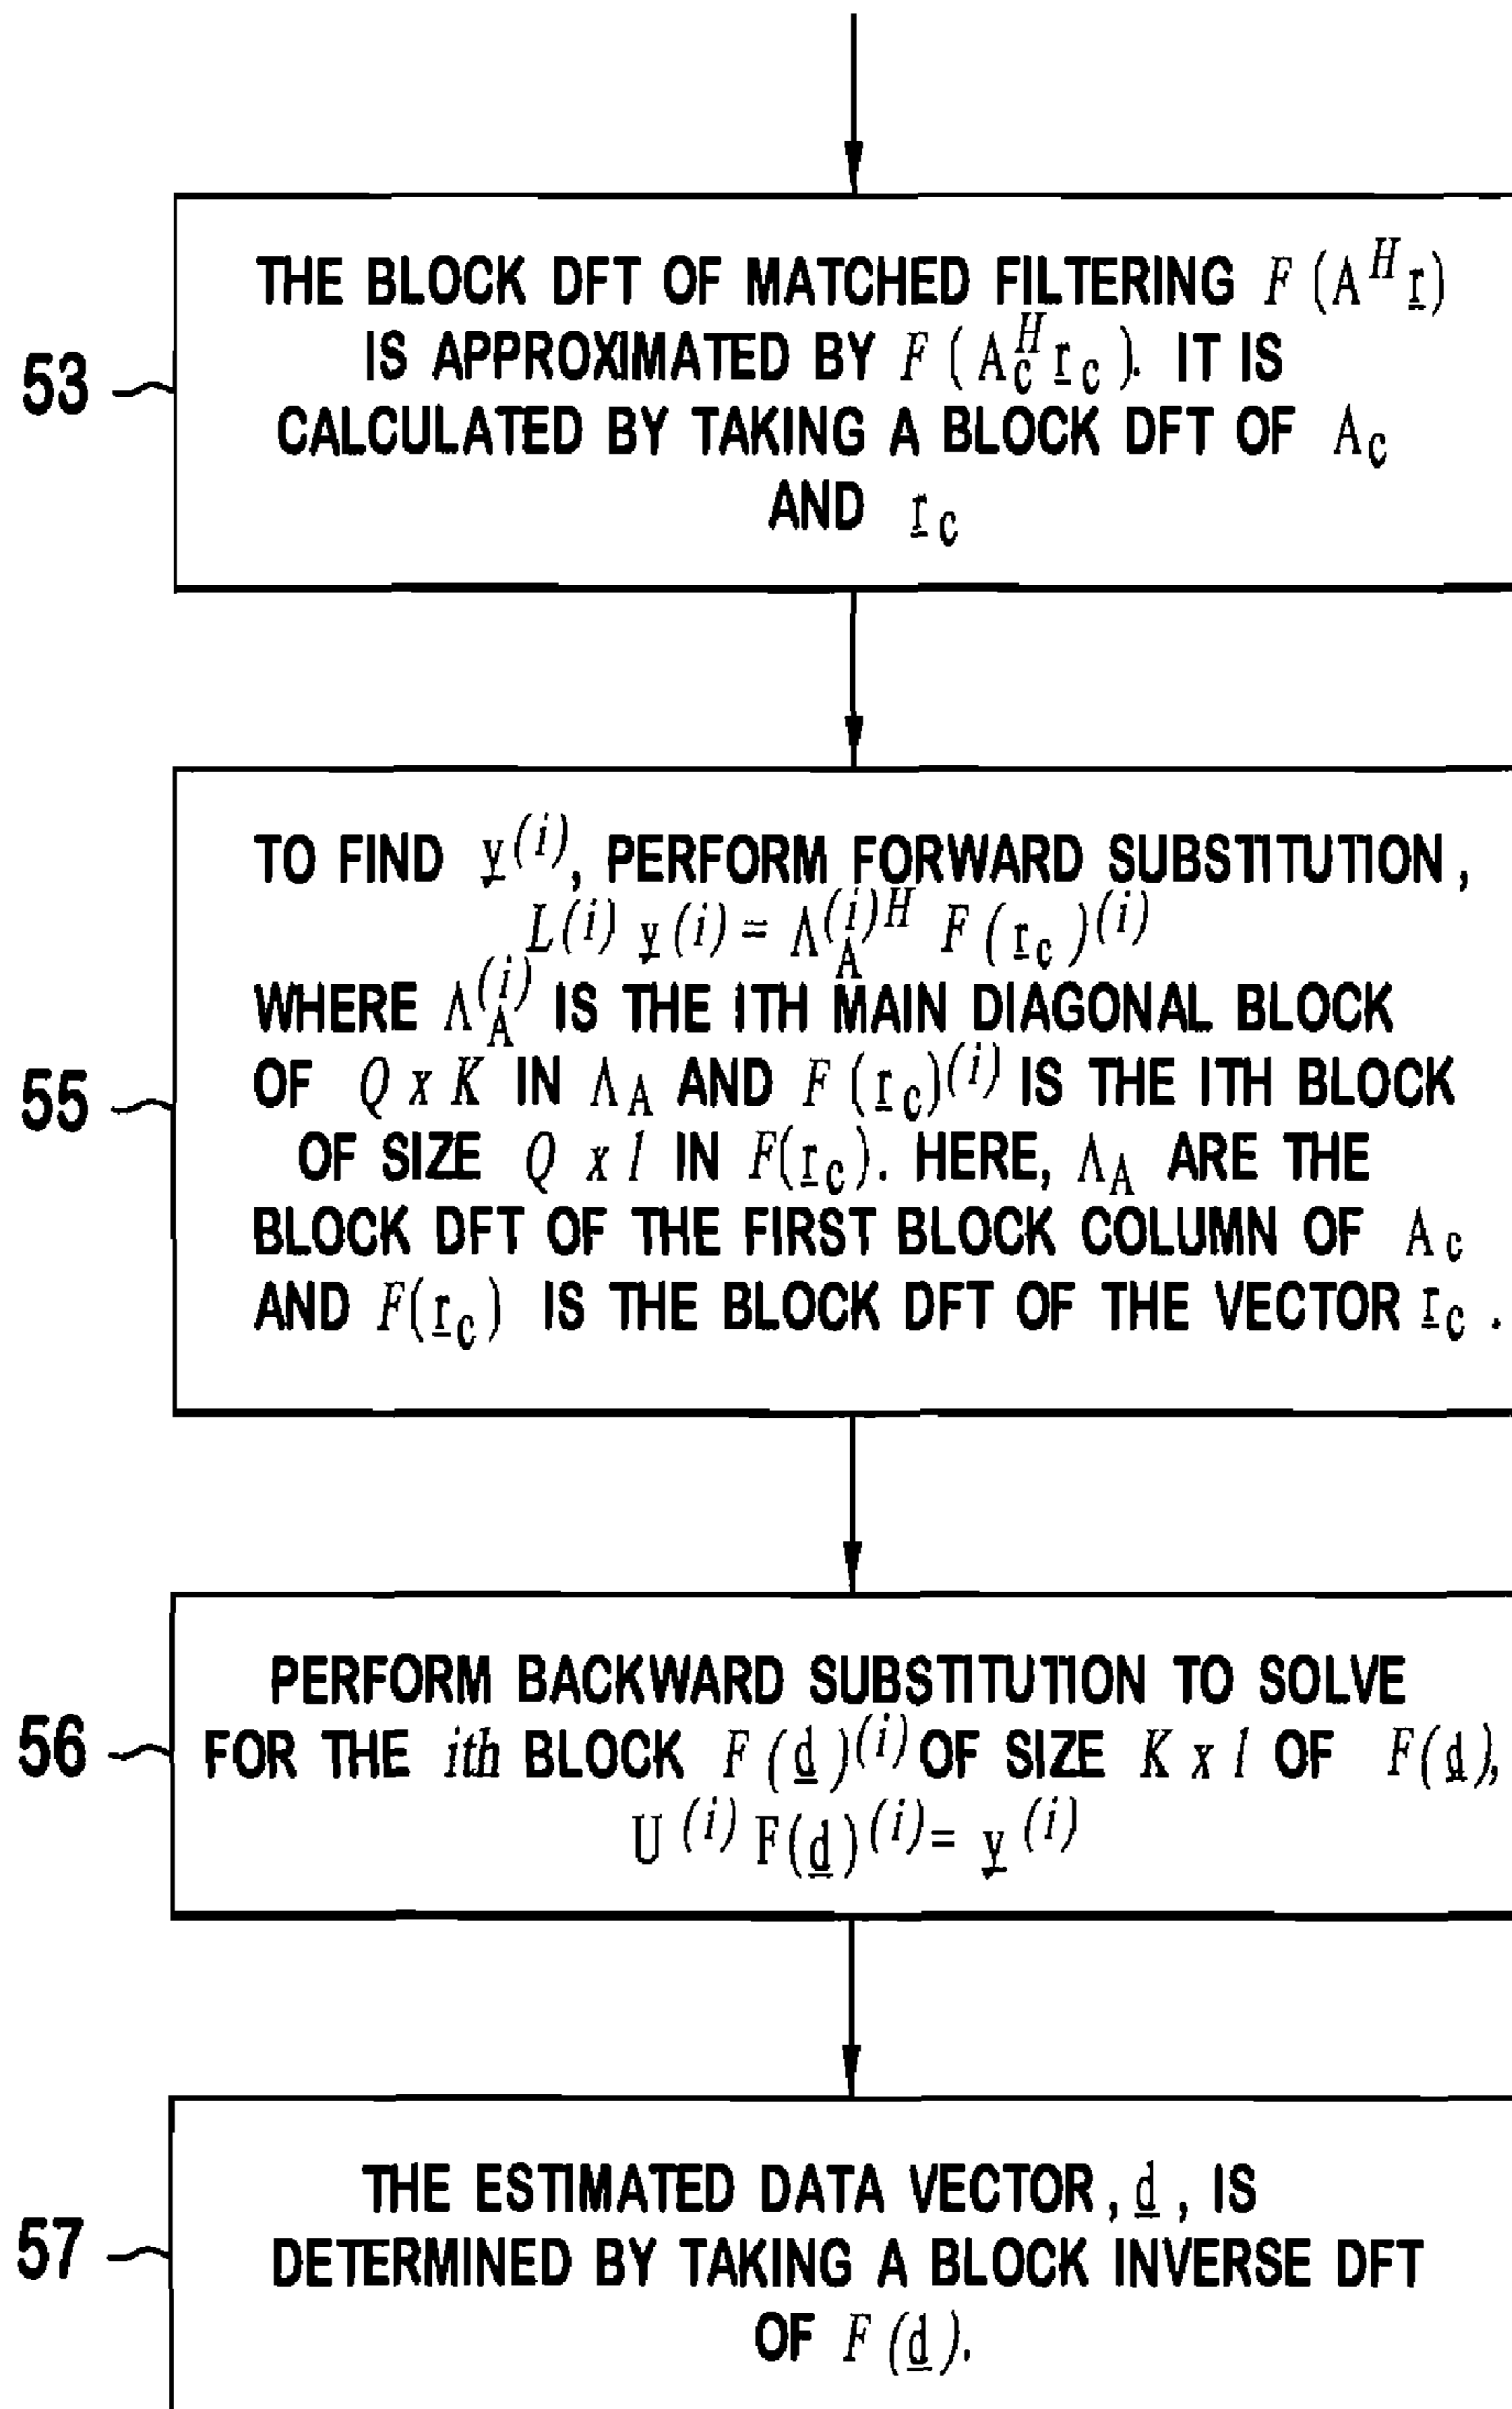 53
THE BLOCK DFT OF MATCHED FILTERING F (A^H r)
IS APPROXIMATED BY F ( A_c^H r_c ). IT IS
CALCULATED BY TAKING A BLOCK DFT OF A_c
AND r_c
55
TO FIND y^(i), PERFORM FORWARD SUBSTITUTION,
L^(i) y^(i) = Λ_A^(i)H F ( r_c )^(i)
WHERE Λ_A^(i) IS THE ITH MAIN DIAGONAL BLOCK
OF Q x K IN Λ_A AND F (r_c)^(i) IS THE ITH BLOCK
OF SIZE Q x l IN F(r_c). HERE, Λ_A ARE THE
BLOCK DFT OF THE FIRST BLOCK COLUMN OF A_c
AND F(r_c) IS THE BLOCK DFT OF THE VECTOR r_c .
56
PERFORM BACKWARD SUBSTITUTION TO SOLVE
FOR THE ith BLOCK F (d)^(i) OF SIZE K x l OF F(d),
U^(i) F(d)^(i) = y^(i)
57
THE ESTIMATED DATA VECTOR, d , IS
DETERMINED BY TAKING A BLOCK INVERSE DFT
OF F (d).